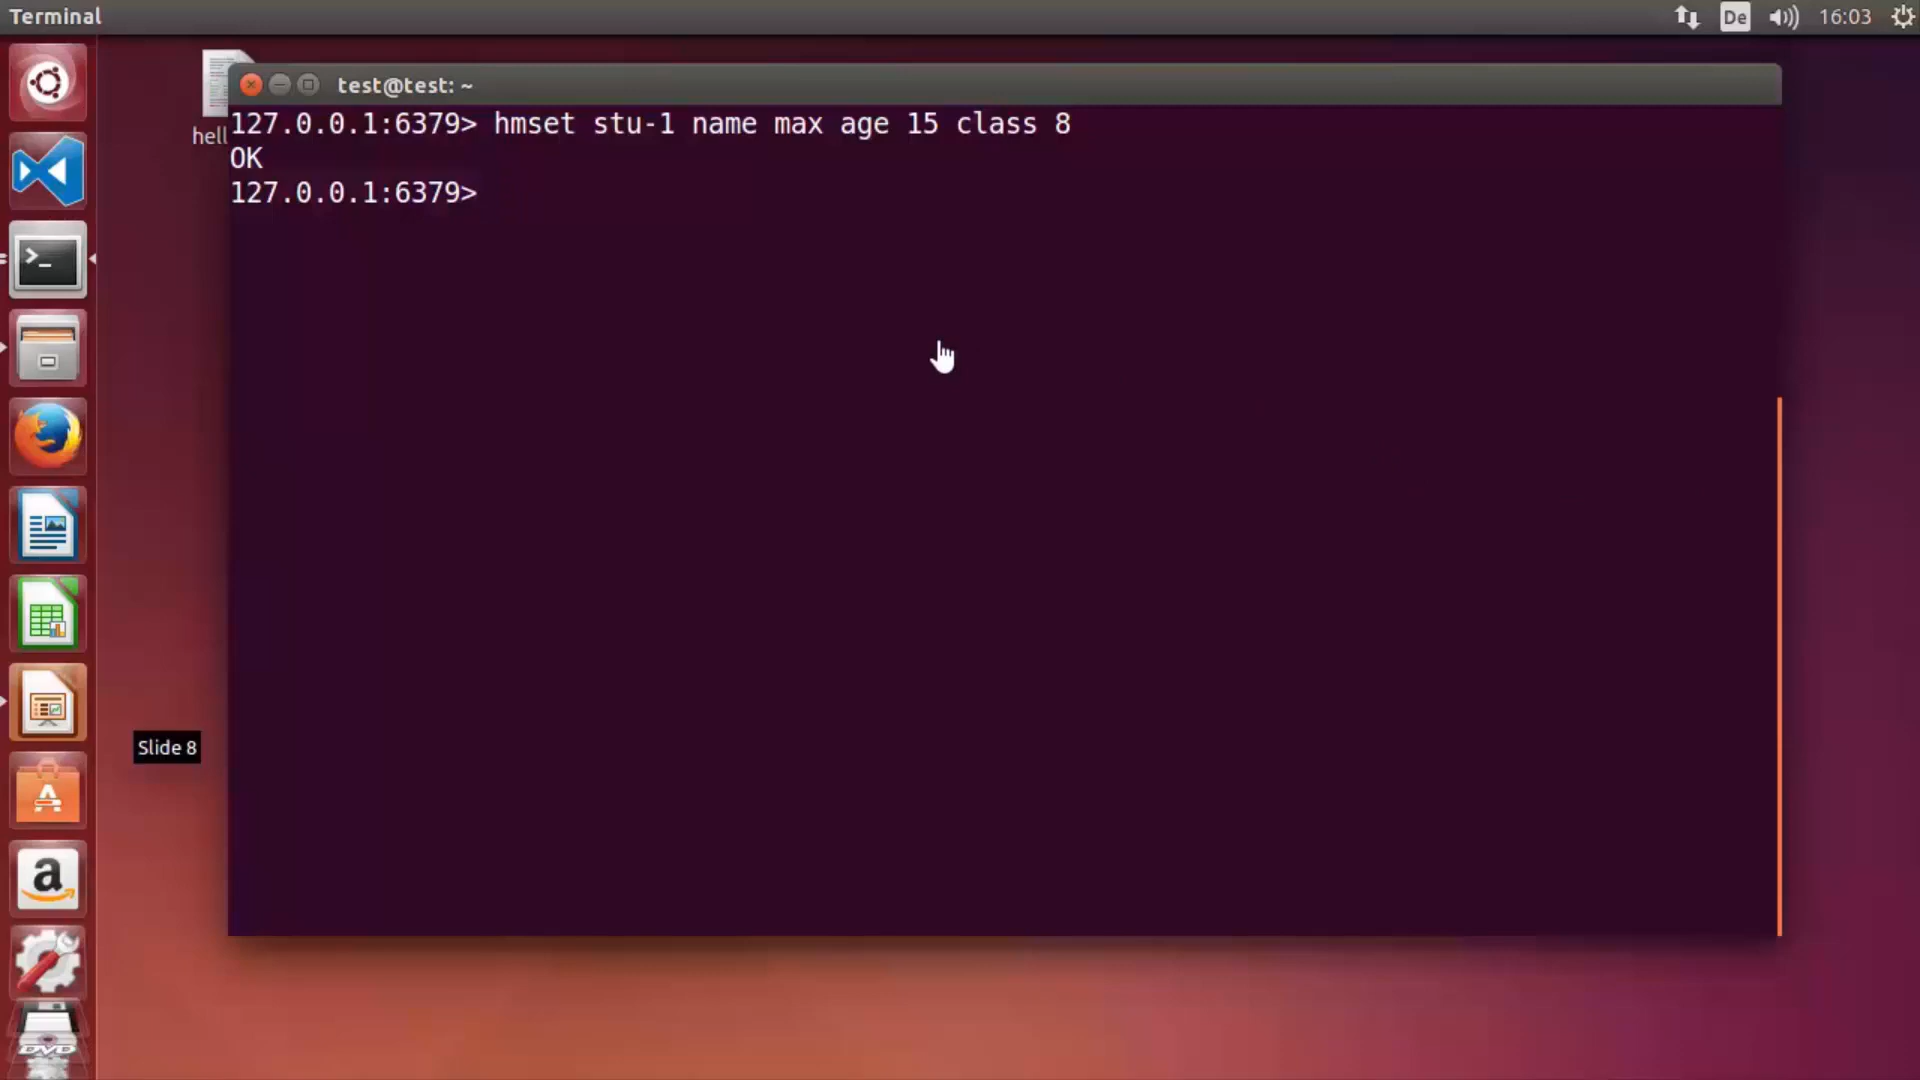 Terminal
De
16:03
test@test: ~
hell
127.0.0.1:6379> hmset stu-1 name max age 15 class 8
OK
127.0.0.1:6379>
Slide 8
a
DVD